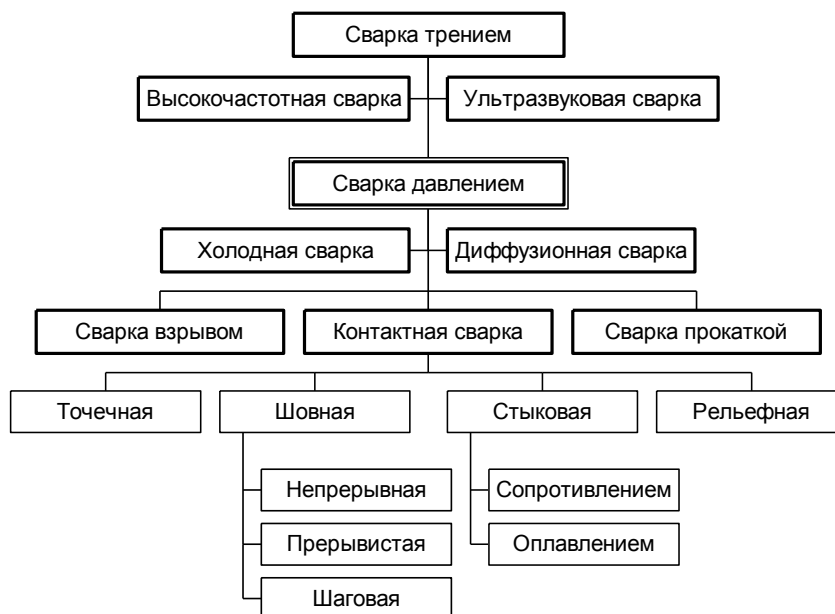 Сварка трением
Высокочастотная сварка
Ультразвуковая сварка
Сварка давлением
Холодная сварка
Диффузионная сварка
Сварка взрывом
Контактная сварка
Сварка прокаткой
Точечная
Шовная
Стыковая
Рельефная
Непрерывная
Сопротивлением
Прерывистая
Оплавлением
Шаговая